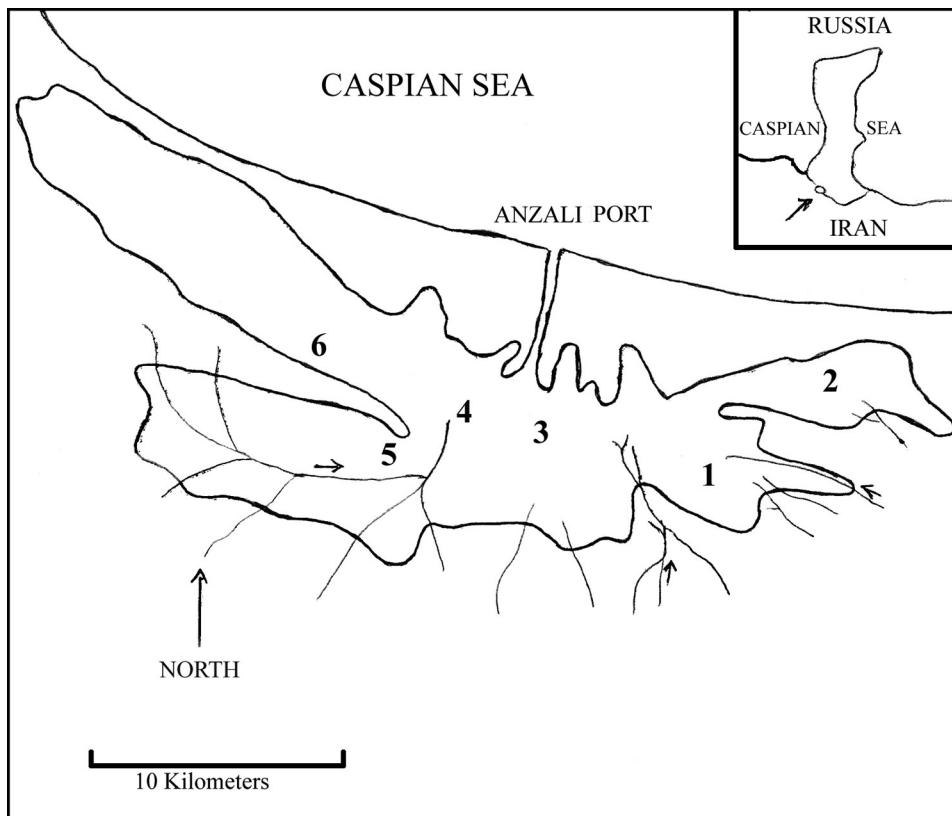 CASPIAN SEA
RUSSIA
CASPIAN SEA
IRAN
ANZALI PORT
6
2
4
3
5
1
NORTH
10 Kilometers